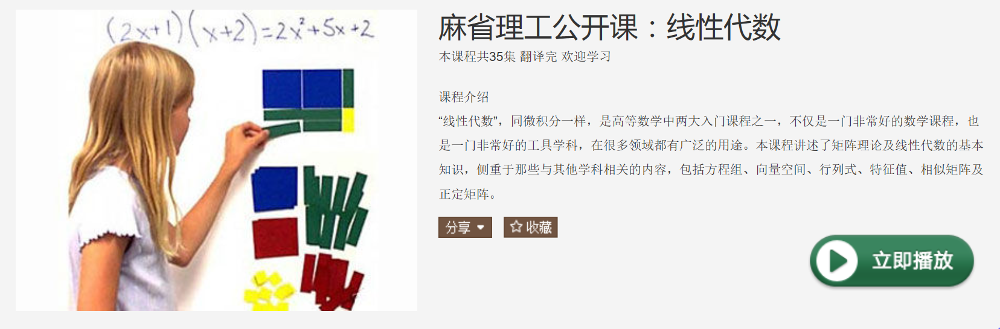 (2x+1)(x+2)=2x²+5x+2
麻省理工公开课：线性代数
本课程共35集 翻译完 欢迎学习
课程介绍
“线性代数”，同微积分一样，是高等数学中两大入门课程之一，不仅是一门非常好的数学课程，也
是一门非常好的工具学科，在很多领域都有广泛的用途。本课程讲述了矩阵理论及线性代数的基本
知识，侧重于那些与其他学科相关的内容，包括方程组、向量空间、行列式、特征值、相似矩阵及
正定矩阵。
分享 收藏
立即播放